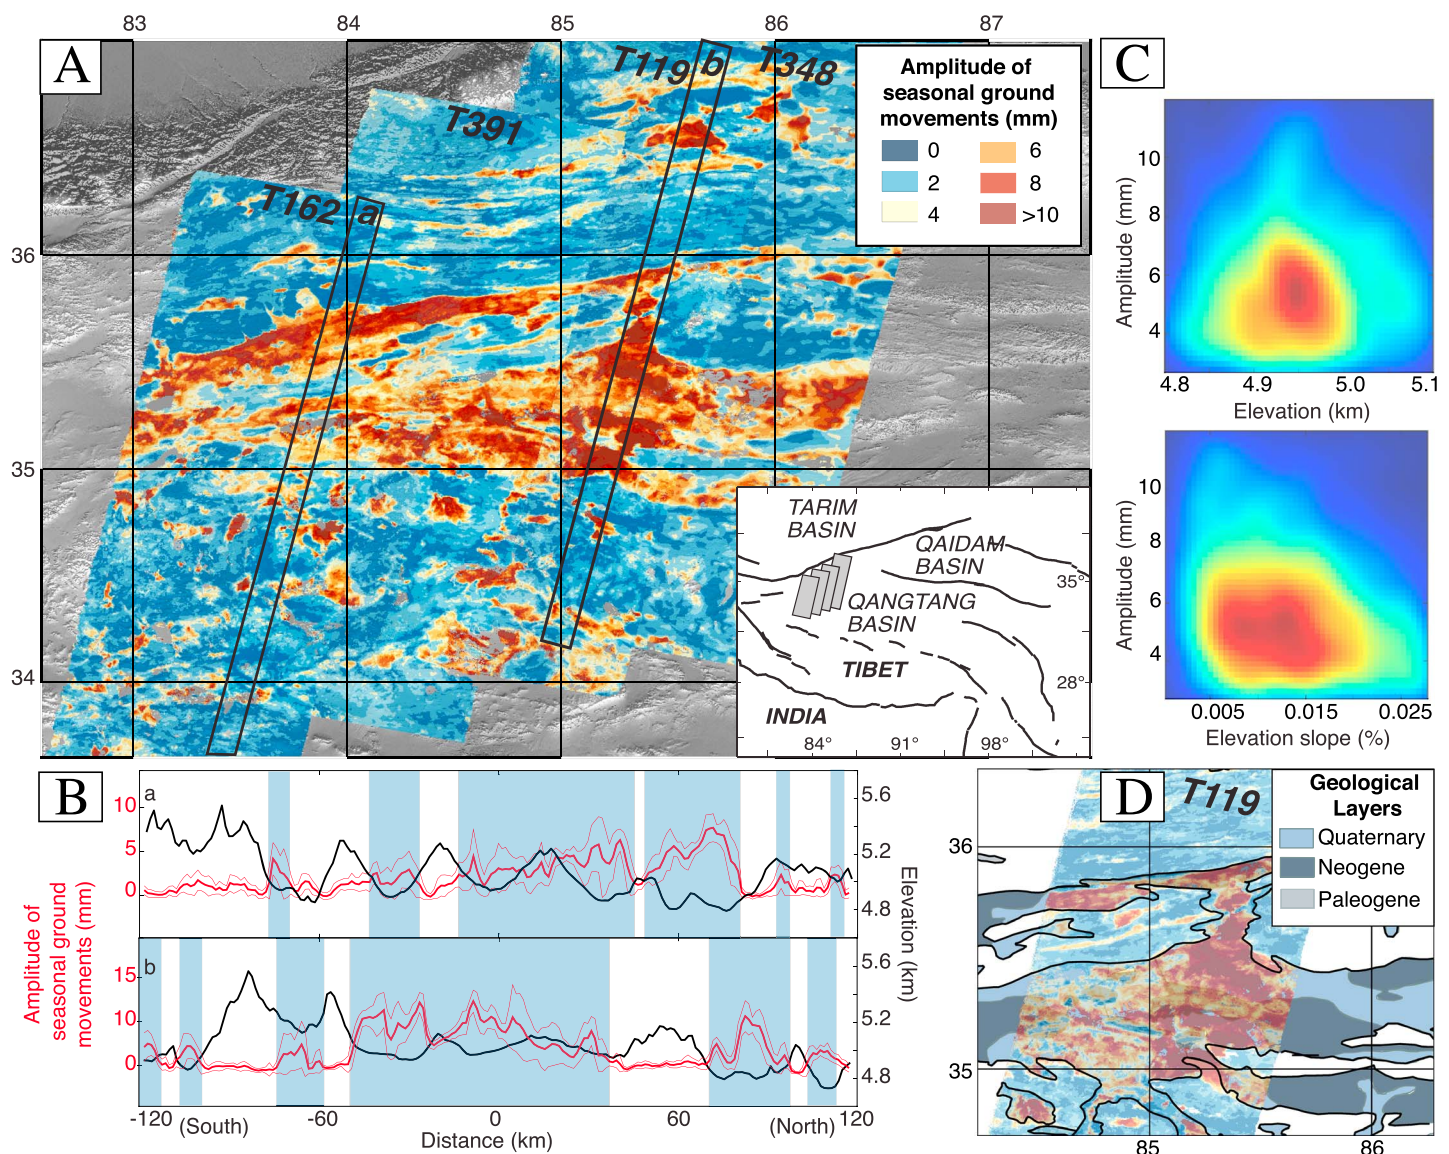 83 84 85 86 87
A
T162
a
T391
T119
b
T348
Amplitude of
seasonal ground
movements (mm)
0 6
2 8
4 >10
36
35
34
TARIM
BASIN
QAIDAM
BASIN
QANGTANG
BASIN
TIBET
INDIA
35°
28°
84° 91° 98°
C
Amplitude (mm)
10
8
6
4
4.8 4.9 5.0 5.1
Elevation (km)
Amplitude (mm)
10
8
6
4
0.005 0.015 0.025
Elevation slope (%)
B
a
10
5
0
5.6
5.2
4.8
b
15
10
0
5.6
5.2
4.8
Amplitude of
seasonal ground
movements (mm)
Elevation (km)
-120 -60 0 60 120
(South) (North)
Distance (km)
D
T119
Geological
Layers
Quaternary
Neogene
Paleogene
36
35
85 86